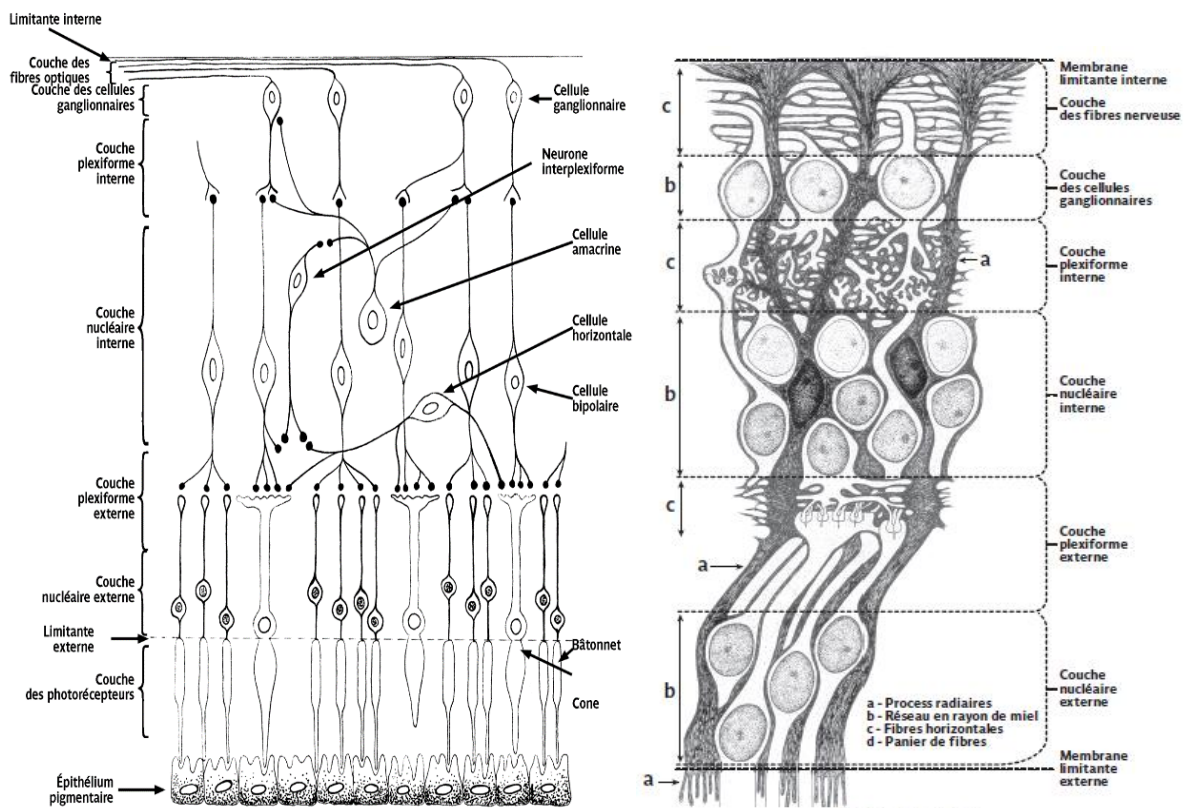 Limitante interne
Couche des
fibres optiques
Couche des cellules
ganglionnaires
Couche
plexiforme
interne
Couche
nucléaire
interne
Couche
plexiforme
externe
Couche
nucléaire externe
Limitante
externe
Couche
des photorécepteurs
Épithélium
pigmentaire
Cellule
ganglionnaire
Neurone
interplexiforme
Cellule
amacrine
Cellule
horizontale
Cellule
bipolaire
Bâtonnet
Cone
c
b
c
b
c
a
b
a
a
Membrane
limitante interne
Couche
des fibres nerveuse
Couche
des cellules
ganglionnaires
Couche
plexiforme
interne
Couche
nucléaire
interne
Couche
plexiforme
externe
Couche
nucléaire
externe
Membrane
limitante
externe
a - Process radiaires
b - Réseau en rayon de miel
c - Fibres horizontales
d - Panier de fibres